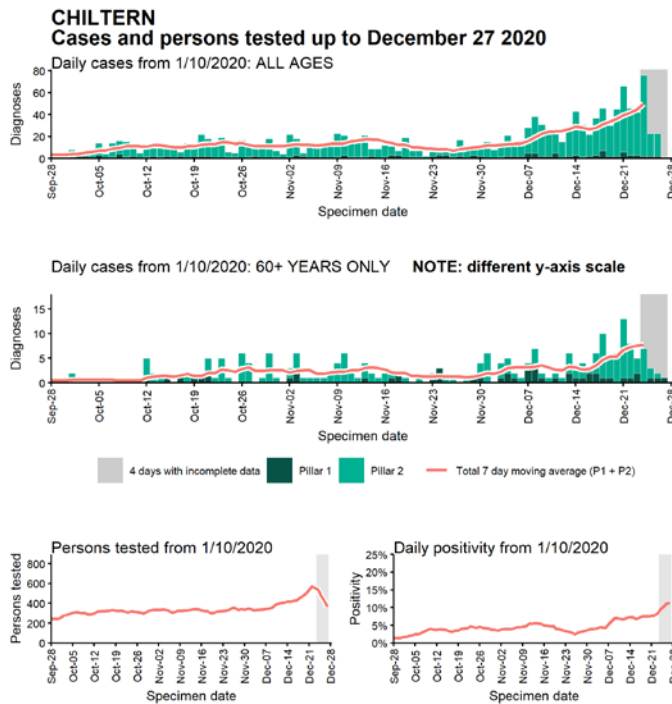 CHILTERN
Cases and persons tested up to December 27 2020
Daily cases from 1/10/2020: ALL AGES
Diagnoses
80
60
40
20
0
Sep-28
Oct-05
Oct-12
Oct-19
Oct-26
Nov-02
Nov-09
Nov-16
Nov-23
Nov-30
Dec-07
Dec-14
Dec-21
Dec-28
Specimen date
Daily cases from 1/10/2020: 60+ YEARS ONLY NOTE: different y-axis scale
Diagnoses
15
10
5
0
Sep-28
Oct-05
Oct-12
Oct-19
Oct-26
Nov-02
Nov-09
Nov-16
Nov-23
Nov-30
Dec-07
Dec-14
Dec-21
Dec-28
Specimen date
4 days with incomplete data Pillar 1 Pillar 2 Total 7 day moving average (P1 + P2)
Persons tested from 1/10/2020
Persons tested
800
600
400
200
0
Sep-28
Oct-05
Oct-12
Oct-19
Oct-26
Nov-02
Nov-09
Nov-16
Nov-23
Nov-30
Dec-07
Dec-14
Dec-21
Dec-28
Specimen date
Daily positivity from 1/10/2020
Positivity
25%
20%
15%
10%
5%
0%
Sep-28
Oct-05
Oct-12
Oct-19
Oct-26
Nov-02
Nov-09
Nov-16
Nov-23
Nov-30
Dec-07
Dec-14
Dec-21
Dec-28
Specimen date